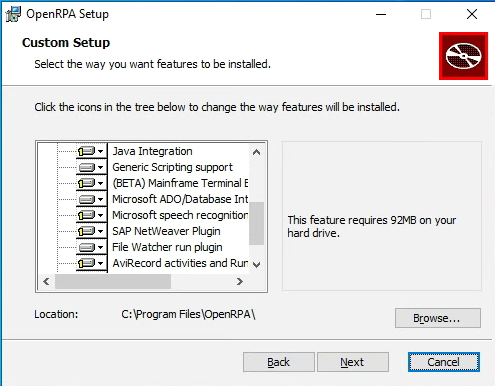 OpenRPA Setup
Custom Setup
Select the way you want features to be installed.
Click the icons in the tree below to change the way features will be installed.
Java Integration
Generic Scripting support
(BETA) Mainframe Terminal E
Microsoft ADO/Database Int
Microsoft speech recognition
SAP NetWeaver Plugin
File Watcher run plugin
AviRecord activities and Run
This feature requires 92MB on your
hard drive.
Location: C:\Program Files\OpenRPA\
Browse...
Back Next Cancel